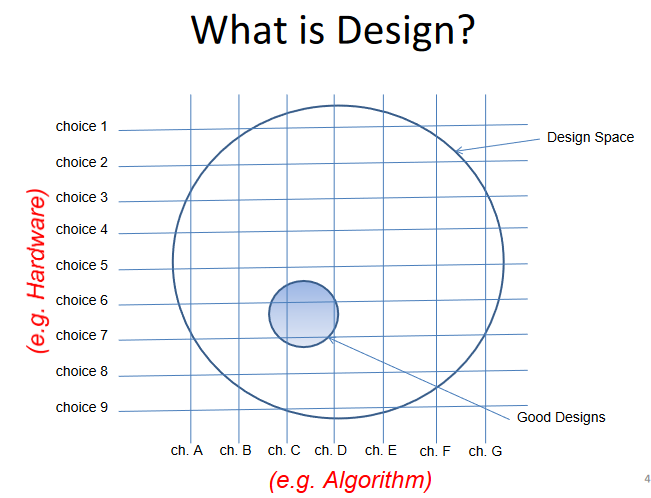 What is Design?
choice 1
Design Space
choice 2
choice 3
choice 4
choice 5
choice 6
choice 7
choice 8
choice 9
(e.g. Hardware)
Good Designs
ch. A ch. B ch. C ch. D ch. E ch. F ch. G
(e.g. Algorithm)
4